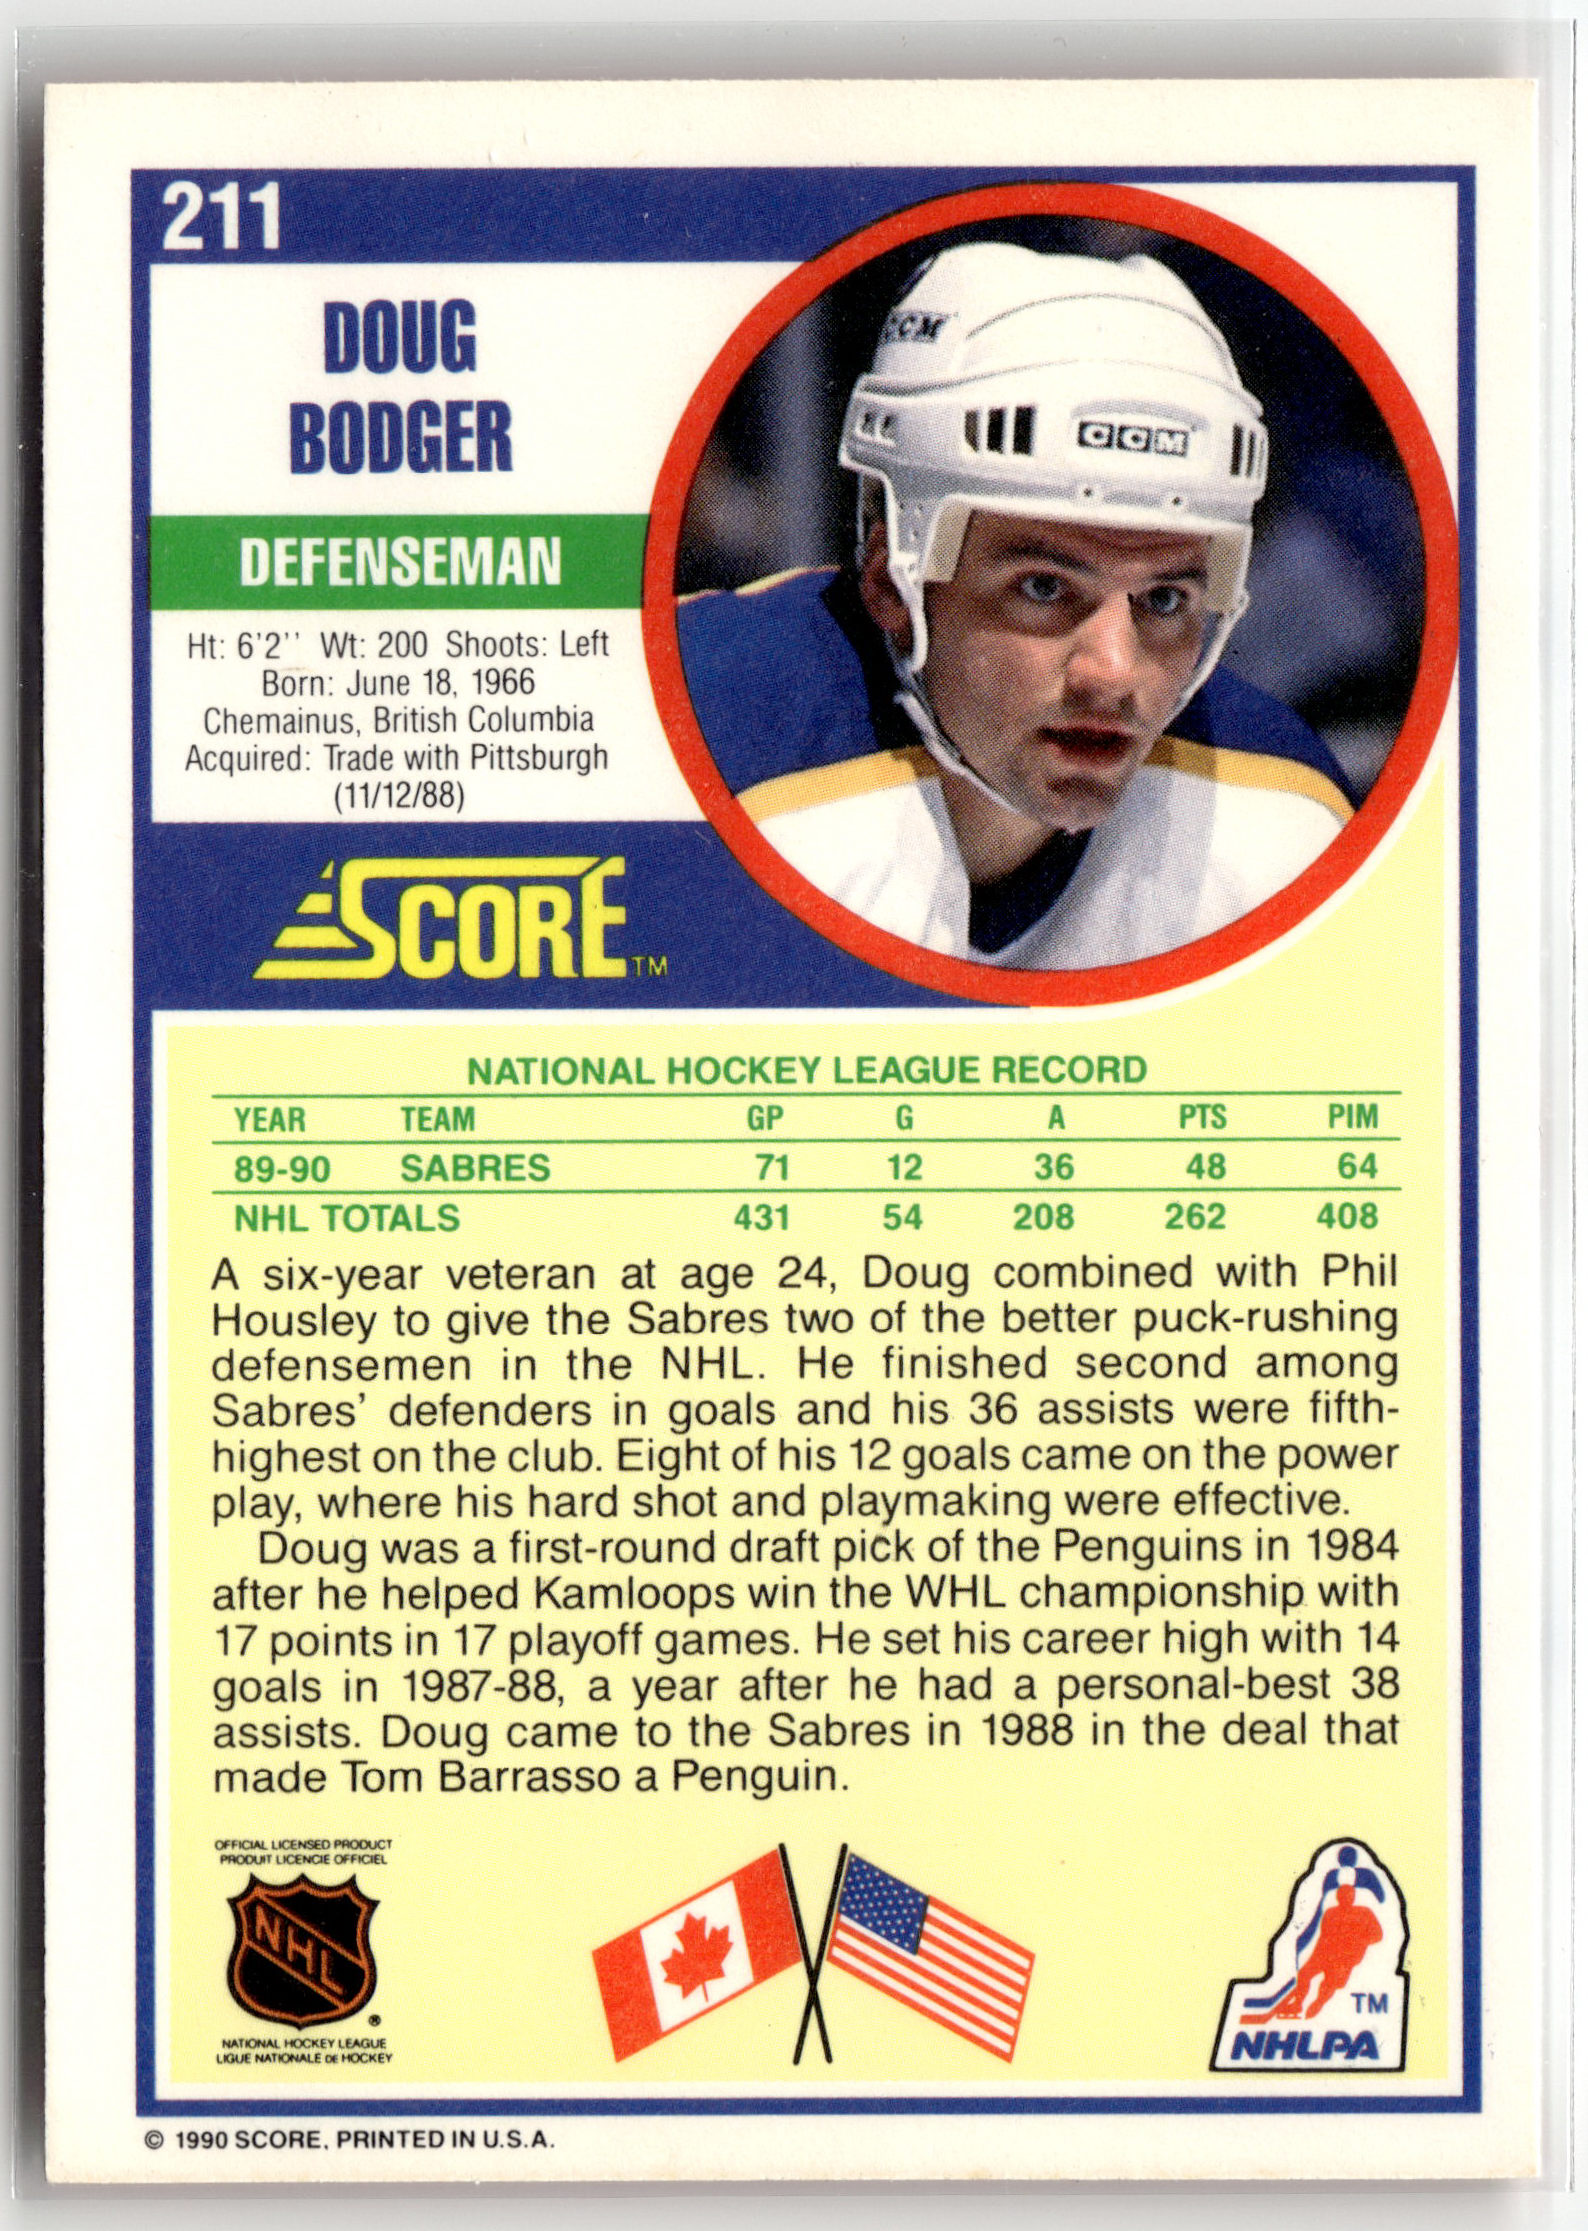 211
DOUG
BODGER
DEFENSEMAN
Ht: 6'2'' Wt: 200 Shoots: Left
Born: June 18, 1966
Chemainus, British Columbia
Acquired: Trade with Pittsburgh
(11/12/88)
SCORE TM
CCM
CCM
NATIONAL HOCKEY LEAGUE RECORD
YEAR TEAM GP G A PTS PIM
89-90 SABRES 71 12 36 48 64
NHL TOTALS 431 54 208 262 408
A six-year veteran at age 24, Doug combined with Phil
Housley to give the Sabres two of the better puck-rushing
defensemen in the NHL. He finished second among
Sabres' defenders in goals and his 36 assists were fifth-
highest on the club. Eight of his 12 goals came on the power
play, where his hard shot and playmaking were effective.
Doug was a first-round draft pick of the Penguins in 1984
after he helped Kamloops win the WHL championship with
17 points in 17 playoff games. He set his career high with 14
goals in 1987-88, a year after he had a personal-best 38
assists. Doug came to the Sabres in 1988 in the deal that
made Tom Barrasso a Penguin.
OFFICIAL LICENSED PRODUCT
PRODUIT LICENCIE OFFICIEL
NHL
®
NATIONAL HOCKEY LEAGUE
LIGUE NATIONALE DE HOCKEY
TM
NHLPA
© 1990 SCORE. PRINTED IN U.S.A.